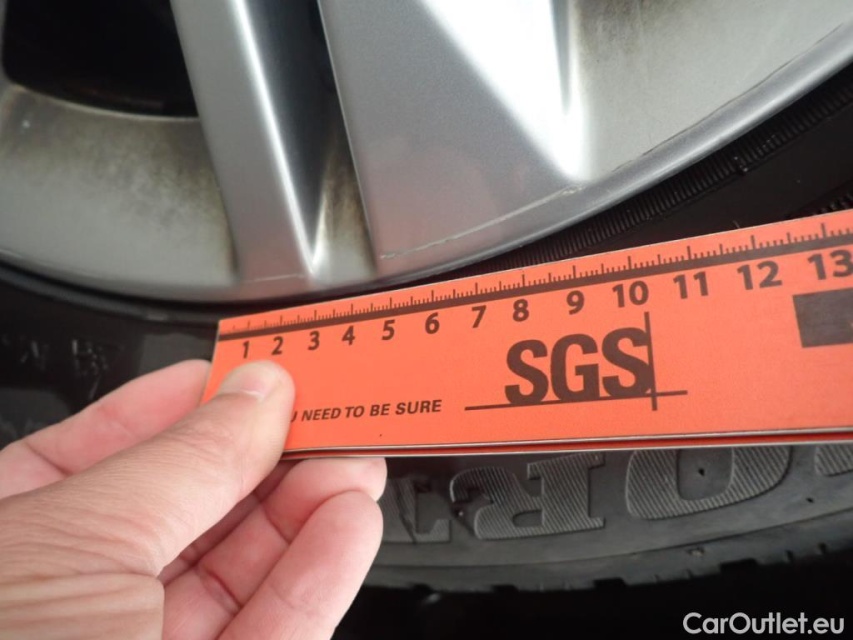 1 2 3 4 5 6 7 8 9 10 11 12 13
SGS
NEED TO BE SURE
CarOutlet.eu